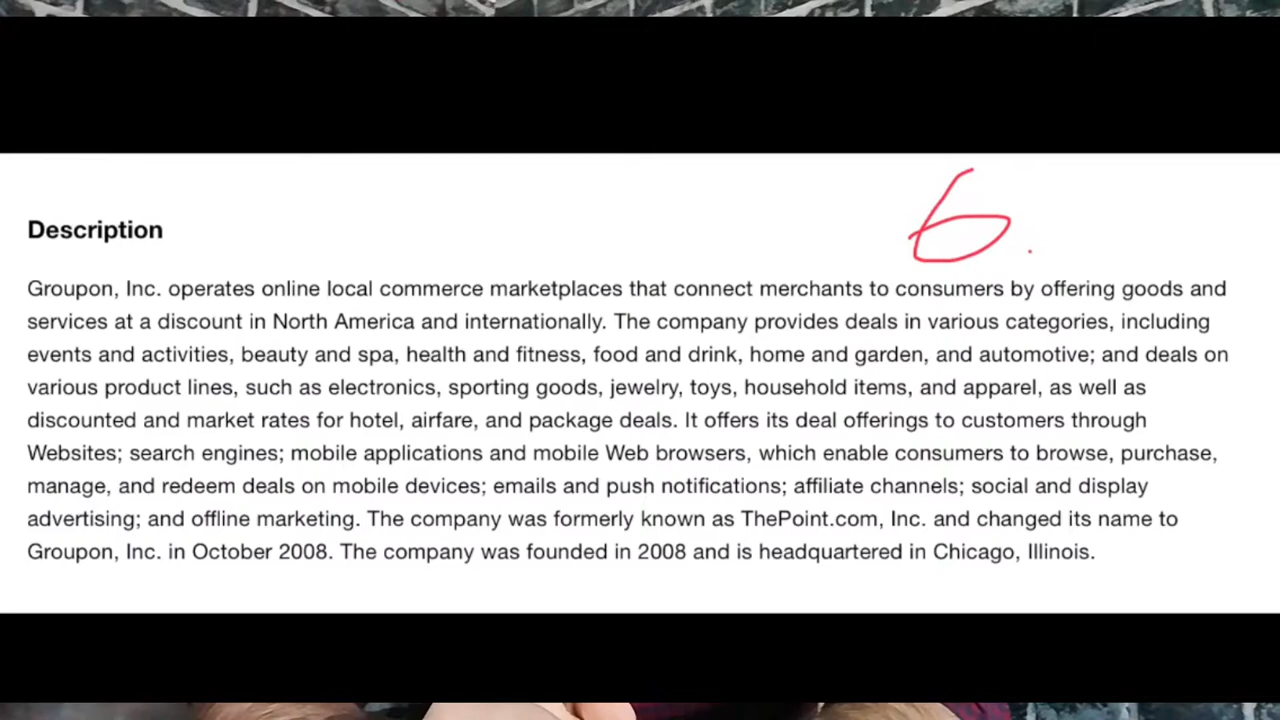 6.
Description
Groupon, Inc. operates online local commerce marketplaces that connect merchants to consumers by offering goods and
services at a discount in North America and internationally. The company provides deals in various categories, including
events and activities, beauty and spa, health and fitness, food and drink, home and garden, and automotive; and deals on
various product lines, such as electronics, sporting goods, jewelry, toys, household items, and apparel, as well as
discounted and market rates for hotel, airfare, and package deals. It offers its deal offerings to customers through
Websites; search engines; mobile applications and mobile Web browsers, which enable consumers to browse, purchase,
manage, and redeem deals on mobile devices; emails and push notifications; affiliate channels; social and display
advertising; and offline marketing. The company was formerly known as ThePoint.com, Inc. and changed its name to
Groupon, Inc. in October 2008. The company was founded in 2008 and is headquartered in Chicago, Illinois.